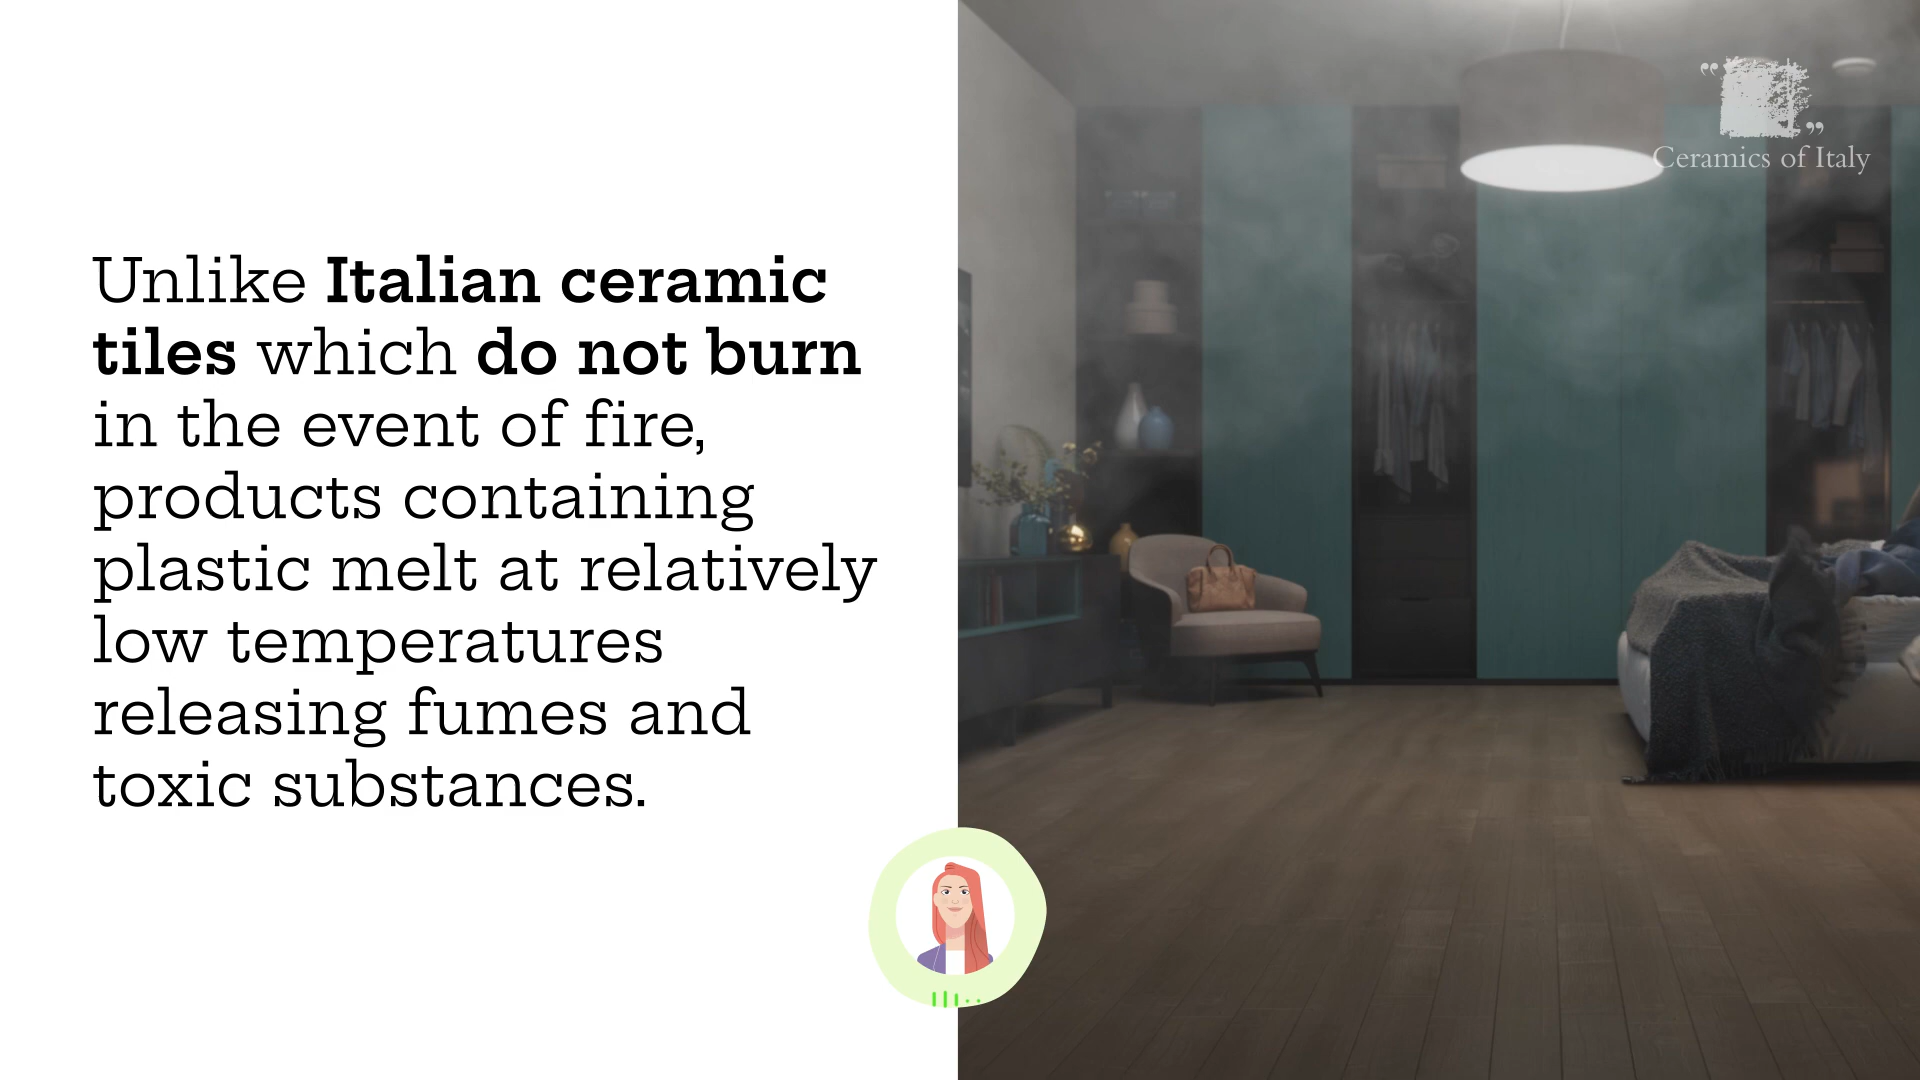 Unlike Italian ceramic
tiles which do not burn
in the event of fire,
products containing
plastic melt at relatively
low temperatures
releasing fumes and
toxic substances.
Ceramics of Italy